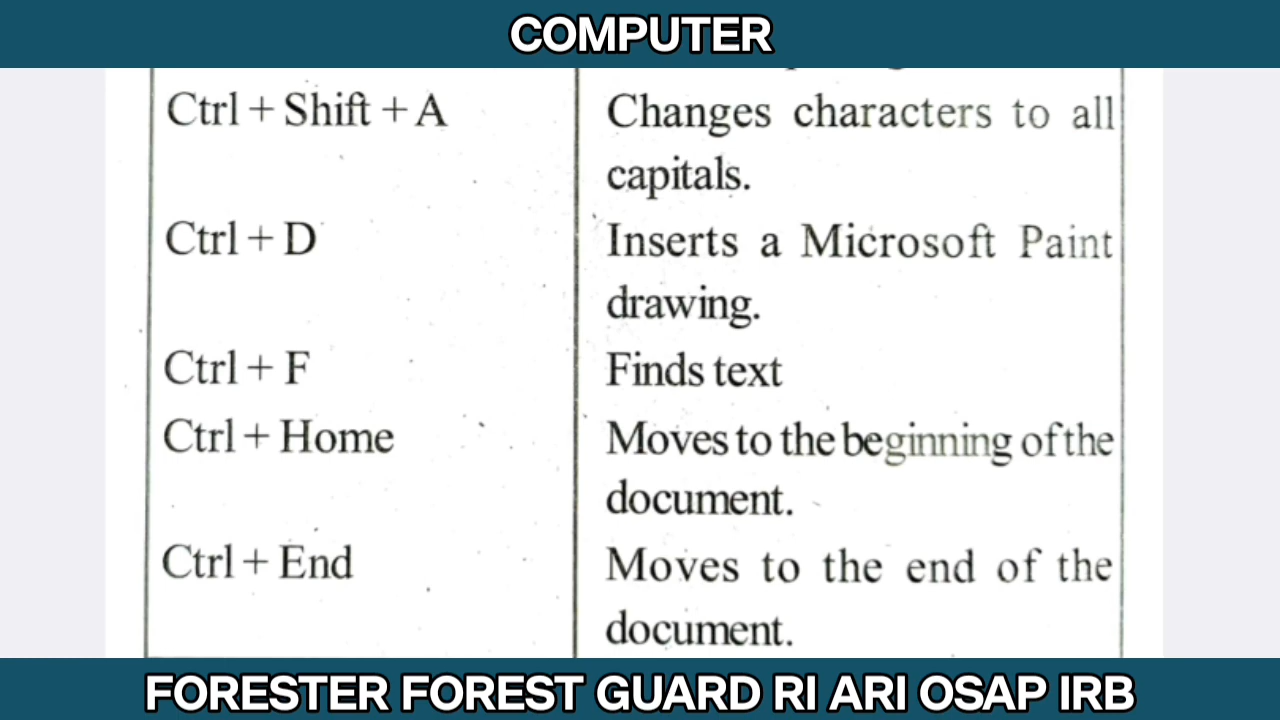 COMPUTER
Ctrl + Shift + A
Changes characters to all
capitals.
Ctrl + D
Inserts a Microsoft Paint
drawing.
Ctrl + F
Finds text
Ctrl + Home
Moves to the beginning of the
document.
Ctrl + End
Moves to the end of the
document.
FORESTER FOREST GUARD RI ARI OSAP IRB